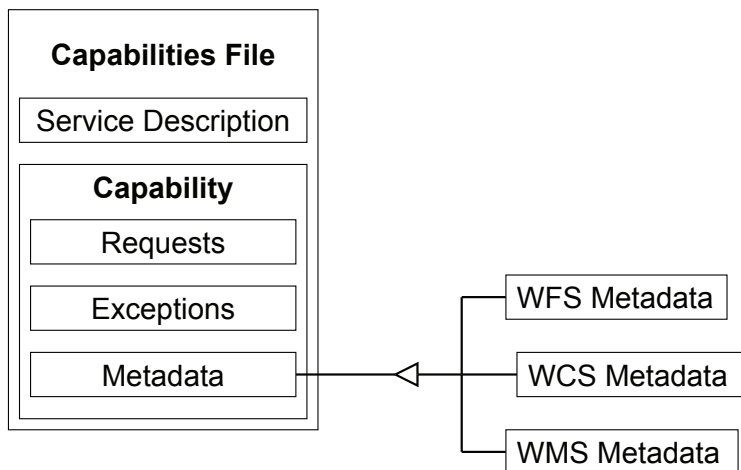 Capabilities File
Service Description
Capability
Requests
Exceptions
Metadata
WFS Metadata
WCS Metadata
WMS Metadata